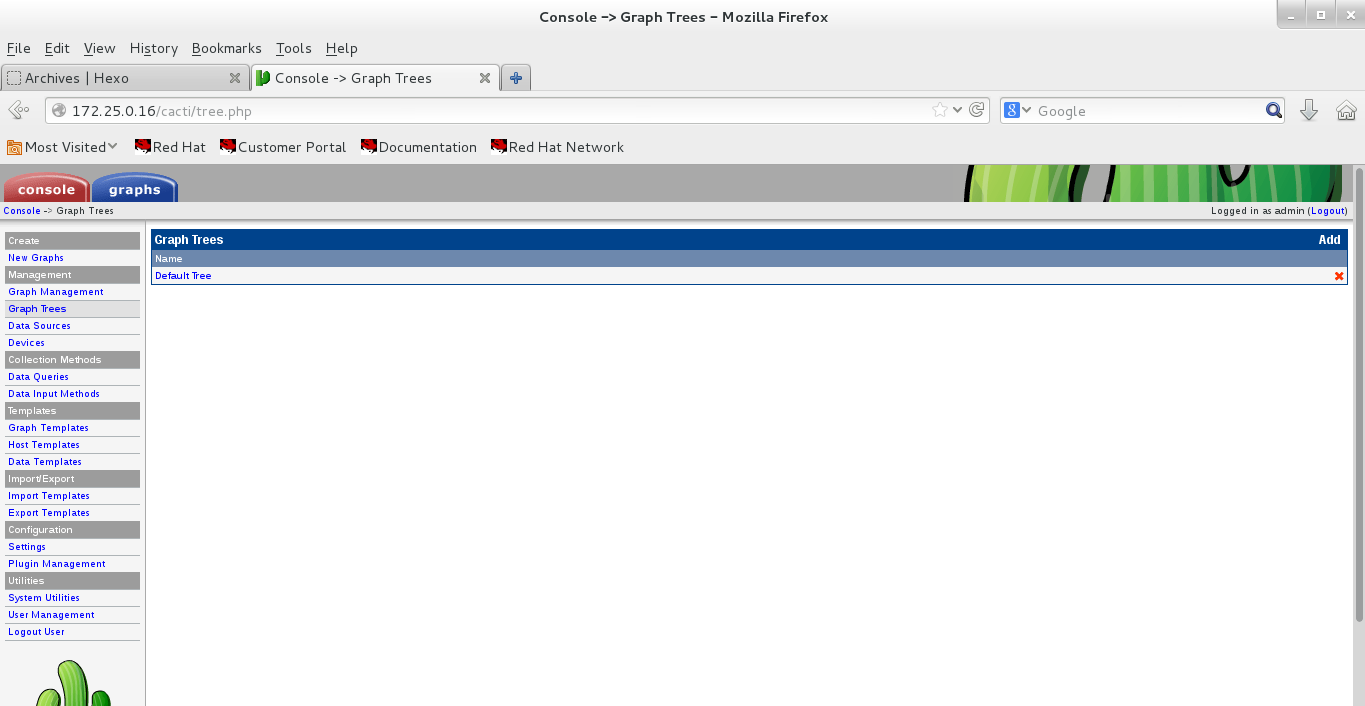 Console -> Graph Trees - Mozilla Firefox
File Edit View History Bookmarks Tools Help
Archives | Hexo
Console -> Graph Trees
172.25.0.16/cacti/tree.php
8 Google
Most Visited Red Hat Customer Portal Documentation Red Hat Network
console graphs
Console -> Graph Trees
Logged in as admin (Logout)
Create
New Graphs
Management
Graph Management
Graph Trees
Data Sources
Devices
Collection Methods
Data Queries
Data Input Methods
Templates
Graph Templates
Host Templates
Data Templates
Import/Export
Import Templates
Export Templates
Configuration
Settings
Plugin Management
Utilities
System Utilities
User Management
Logout User
Graph Trees Add
Name
Default Tree